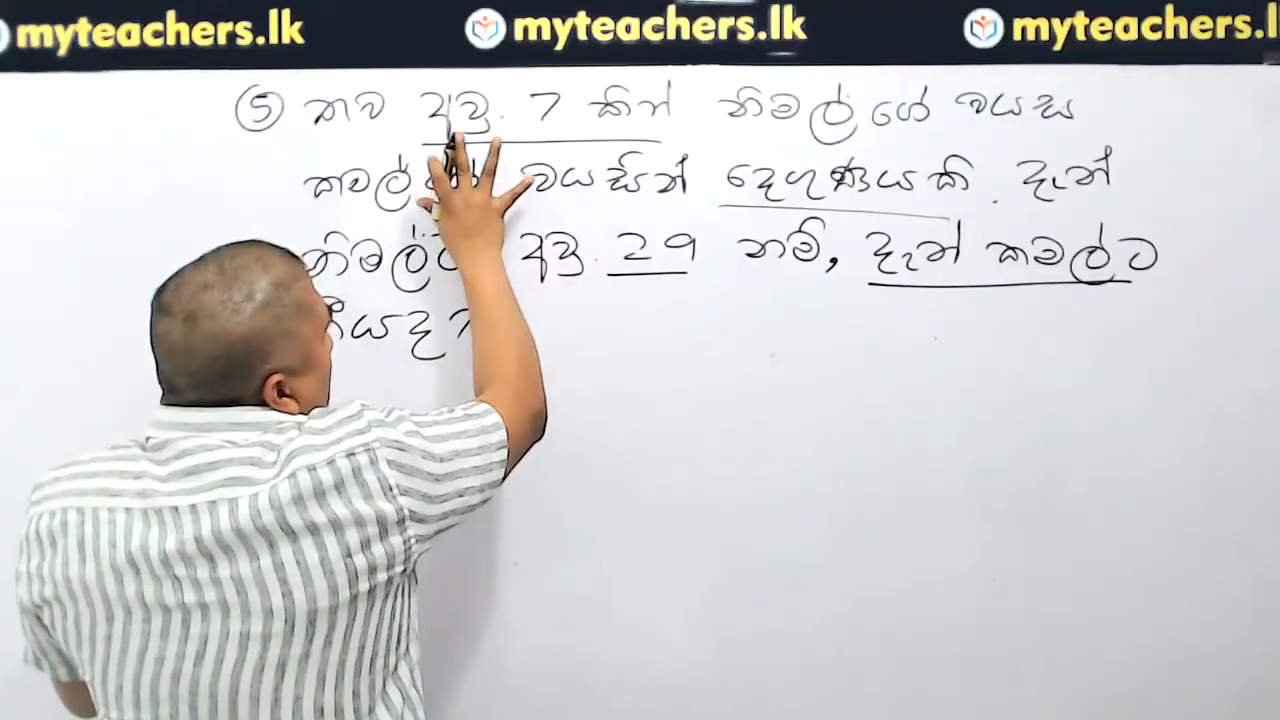 myteachers.lk myteachers.lk myteachers.lk
5 තව අවු. 7 කින් නිමල්ගේ වයස
කමල්ගේ වයසින් දෙගුණයකි. දැන්
නිමල්ට අවු. 29 නම්, දැන් කමල්ට
කීයද?